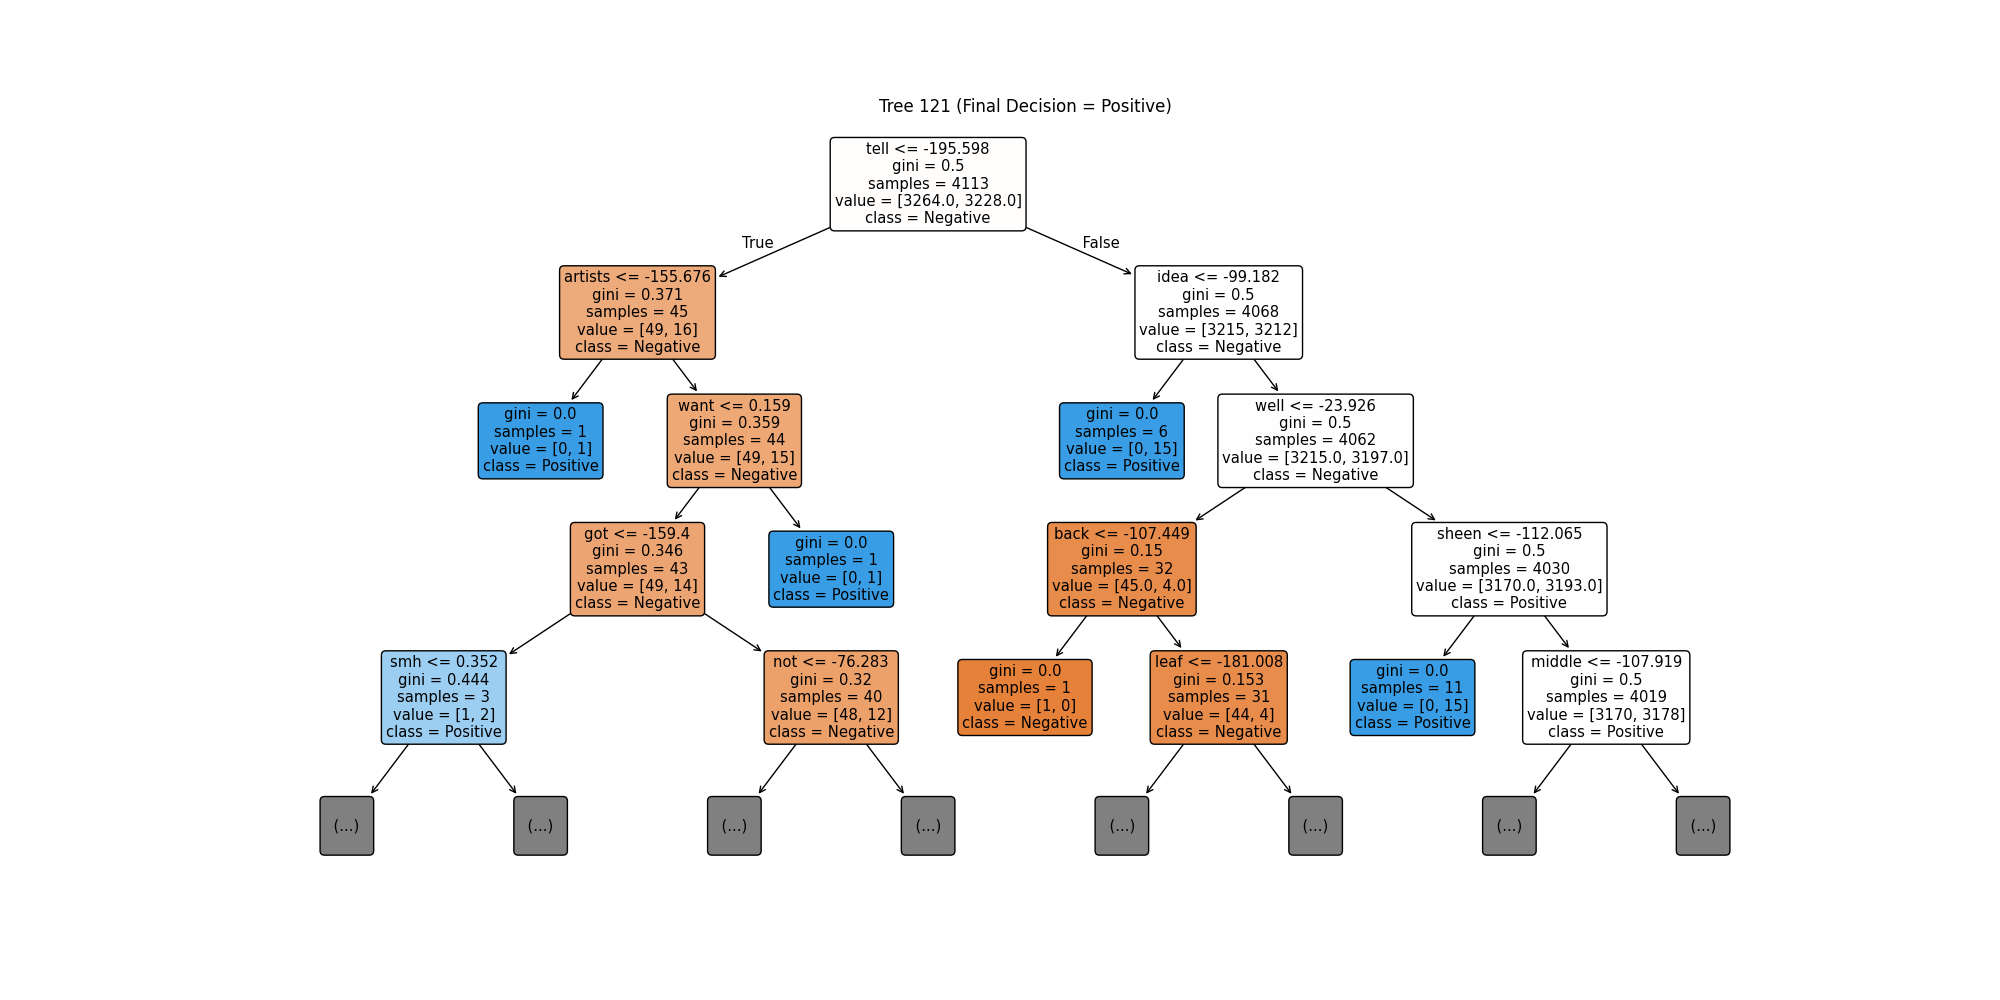 Tree 121 (Final Decision = Positive)
tell <= -195.598
gini = 0.5
samples = 4113
value = [3264.0, 3228.0]
class = Negative
True
False
artists <= -155.676
gini = 0.371
samples = 45
value = [49, 16]
class = Negative
idea <= -99.182
gini = 0.5
samples = 4068
value = [3215, 3212]
class = Negative
gini = 0.0
samples = 1
value = [0, 1]
class = Positive
want <= 0.159
gini = 0.359
samples = 44
value = [49, 15]
class = Negative
gini = 0.0
samples = 6
value = [0, 15]
class = Positive
well <= -23.926
gini = 0.5
samples = 4062
value = [3215.0, 3197.0]
class = Negative
got <= -159.4
gini = 0.346
samples = 43
value = [49, 14]
class = Negative
gini = 0.0
samples = 1
value = [0, 1]
class = Positive
back <= -107.449
gini = 0.15
samples = 32
value = [45.0, 4.0]
class = Negative
sheen <= -112.065
gini = 0.5
samples = 4030
value = [3170.0, 3193.0]
class = Positive
smh <= 0.352
gini = 0.444
samples = 3
value = [1, 2]
class = Positive
not <= -76.283
gini = 0.32
samples = 40
value = [48, 12]
class = Negative
gini = 0.0
samples = 1
value = [1, 0]
class = Negative
leaf <= -181.008
gini = 0.153
samples = 31
value = [44, 4]
class = Negative
gini = 0.0
samples = 11
value = [0, 15]
class = Positive
middle <= -107.919
gini = 0.5
samples = 4019
value = [3170, 3178]
class = Positive
(...)
(...)
(...)
(...)
(...)
(...)
(...)
(...)